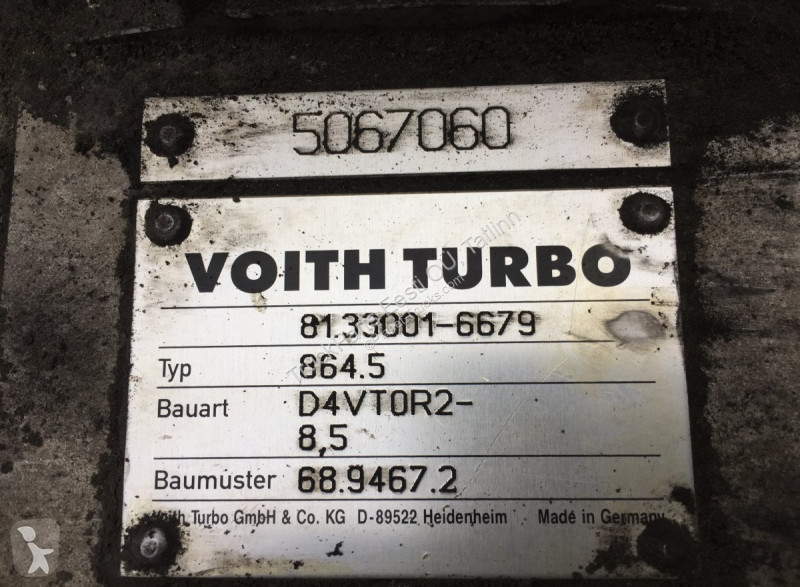 5067060
VOITH TURBO
81.33001-6679
Typ 864.5
Bauart D4VTOR2-
8,5
Baumuster 68.9467.2
Voith Turbo GmbH & Co. KG D-89522 Heidenheim Made in Germany